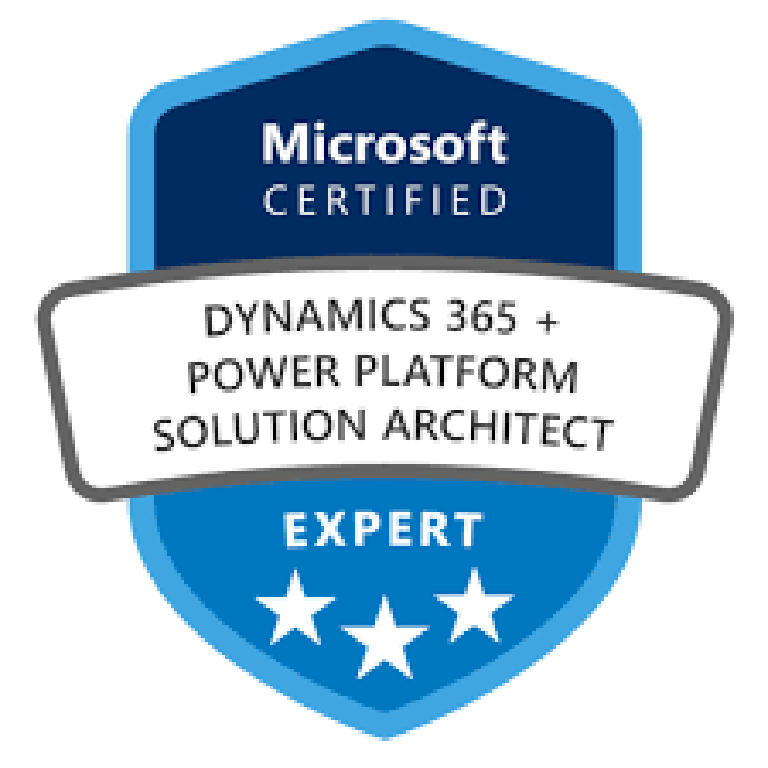 Microsoft
CERTIFIED
DYNAMICS 365 +
POWER PLATFORM
SOLUTION ARCHITECT
EXPERT